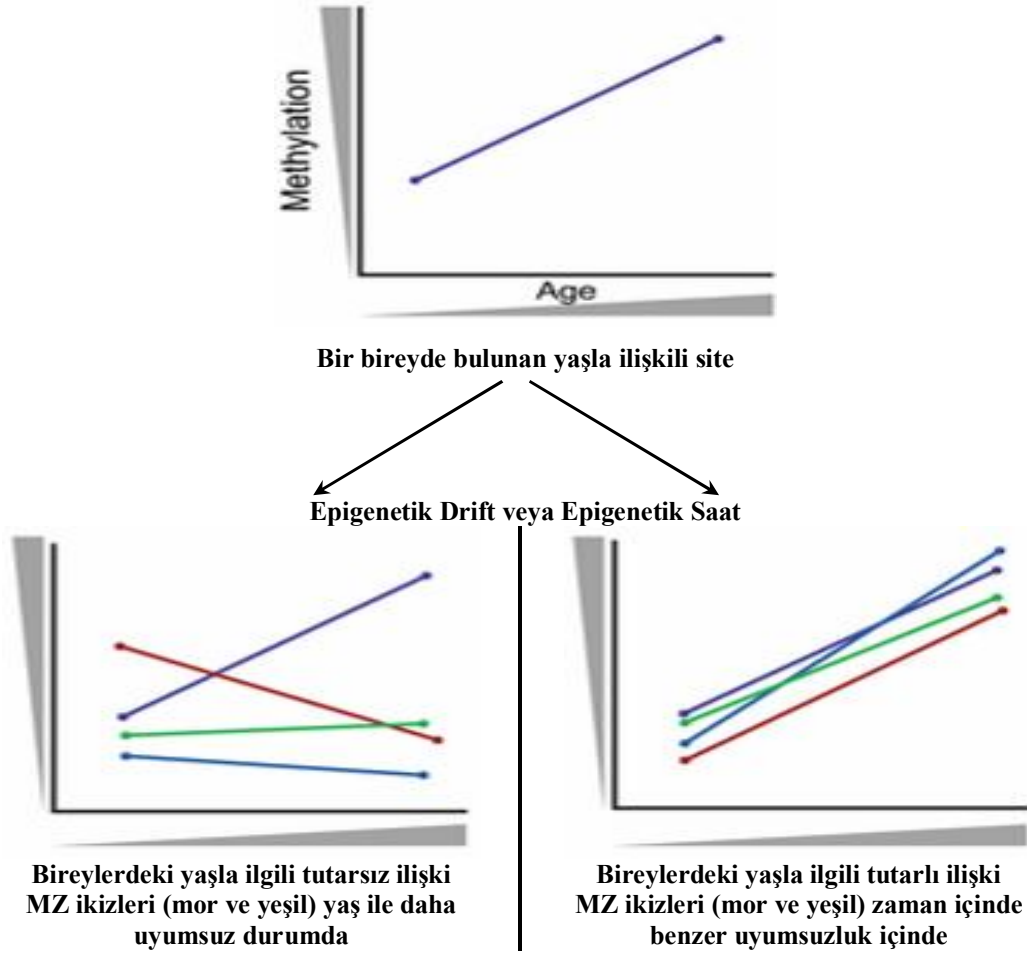 Methylation
Age
Bir bireyde bulunan yaşla ilişkili site
Epigenetik Drift veya Epigenetik Saat
Bireylerdeki yaşla ilgili tutarsız ilişki
MZ ikizleri (mor ve yeşil) yaş ile daha
uyumsuz durumda
Bireylerdeki yaşla ilgili tutarlı ilişki
MZ ikizleri (mor ve yeşil) zaman içinde
benzer uyumsuzluk içinde